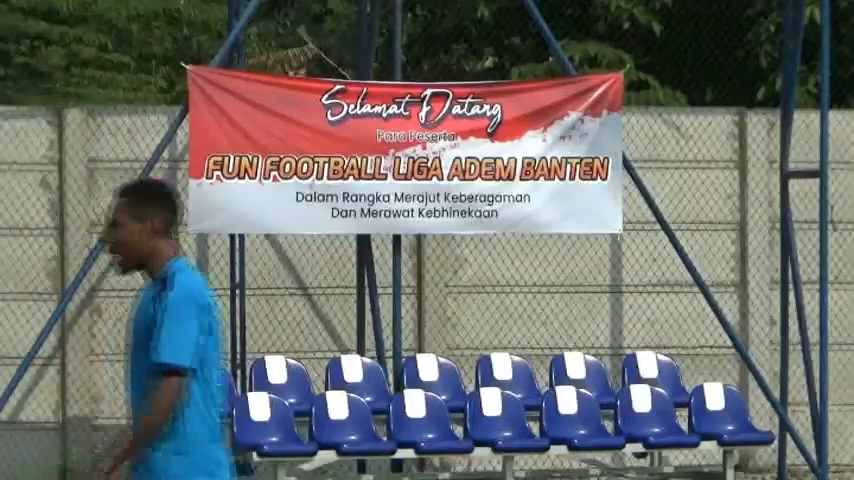 Selamat Datang
Para Peserta
FUN FOOTBALL LIGA ADEM BANTEN
Dalam Rangka Merajut Keberagaman
Dan Merawat Kebhinekaan